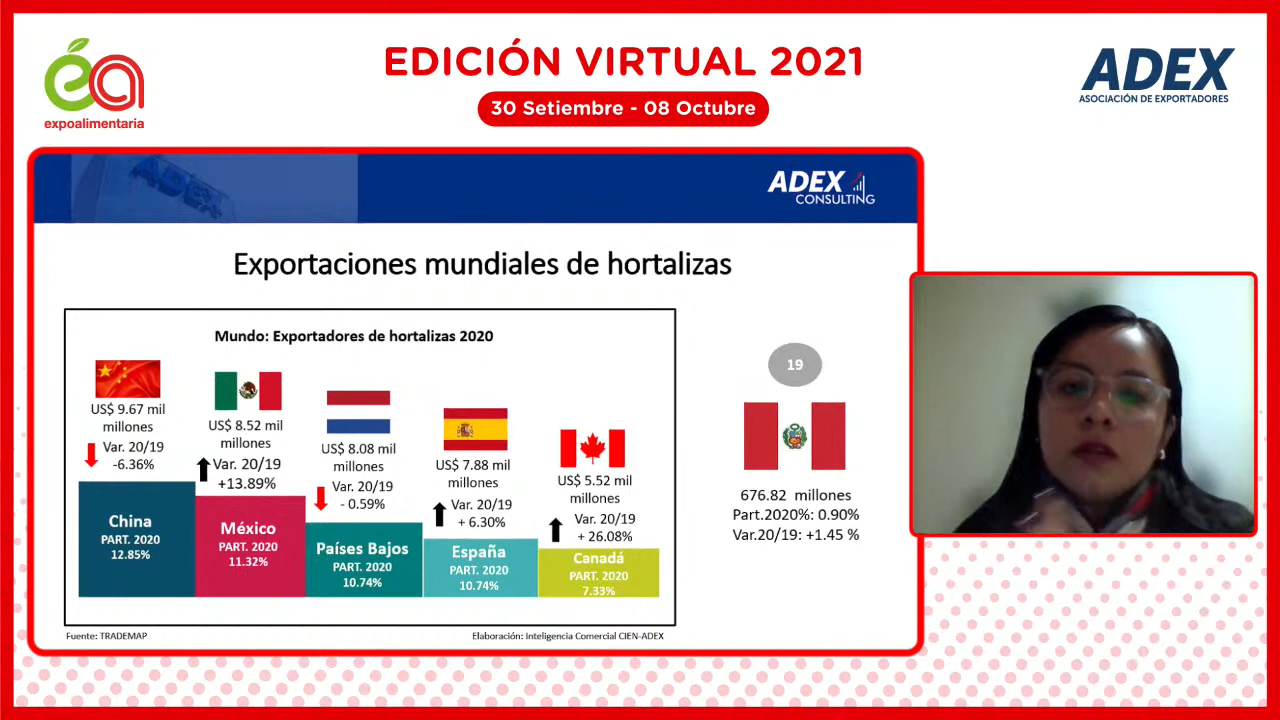 éa
expoalimentaria
EDICIÓN VIRTUAL 2021
30 Setiembre - 08 Octubre
ADEX
ASOCIACIÓN DE EXPORTADORES
ADEX
ADEX
CONSULTING
Exportaciones mundiales de hortalizas
Mundo: Exportadores de hortalizas 2020
US$ 9.67 mil
millones
Var. 20/19
-6.36%
China
PART. 2020
12.85%
US$ 8.52 mil
millones
Var. 20/19
+13.89%
México
PART. 2020
11.32%
US$ 8.08 mil
millones
Var. 20/19
- 0.59%
Países Bajos
PART. 2020
10.74%
US$ 7.88 mil
millones
Var. 20/19
+ 6.30%
España
PART. 2020
10.74%
US$ 5.52 mil
millones
Var. 20/19
+ 26.08%
Canadá
PART. 2020
7.33%
19
676.82 millones
Part.2020%: 0.90%
Var.20/19: +1.45 %
Fuente: TRADEMAP
Elaboración: Inteligencia Comercial CIEN-ADEX